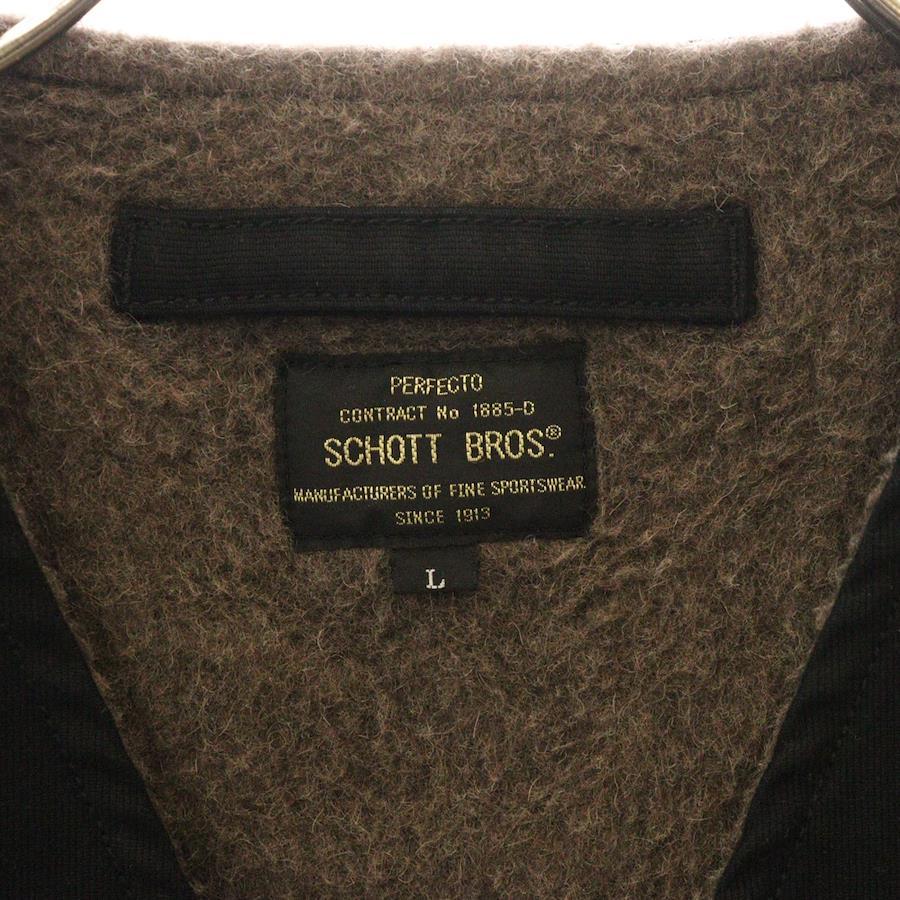 PERFECTO
CONTRACT No 1885-D
SCHOTT BROS.®
MANUFACTURERS OF FINE SPORTSWEAR
SINCE 1913
L